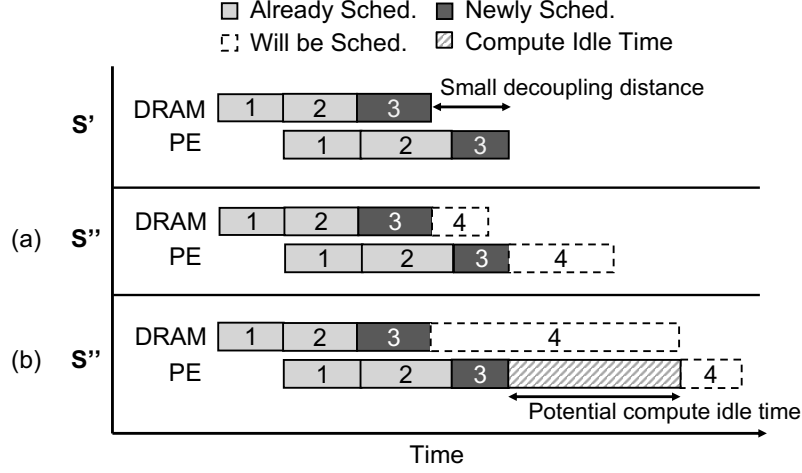 Already Sched. Newly Sched.
Will be Sched. Compute Idle Time
Small decoupling distance
S' DRAM 1 2 3
PE 1 2 3
(a) S'' DRAM 1 2 3 4
PE 1 2 3 4
(b) S'' DRAM 1 2 3 4
PE 1 2 3 4
Potential compute idle time
Time